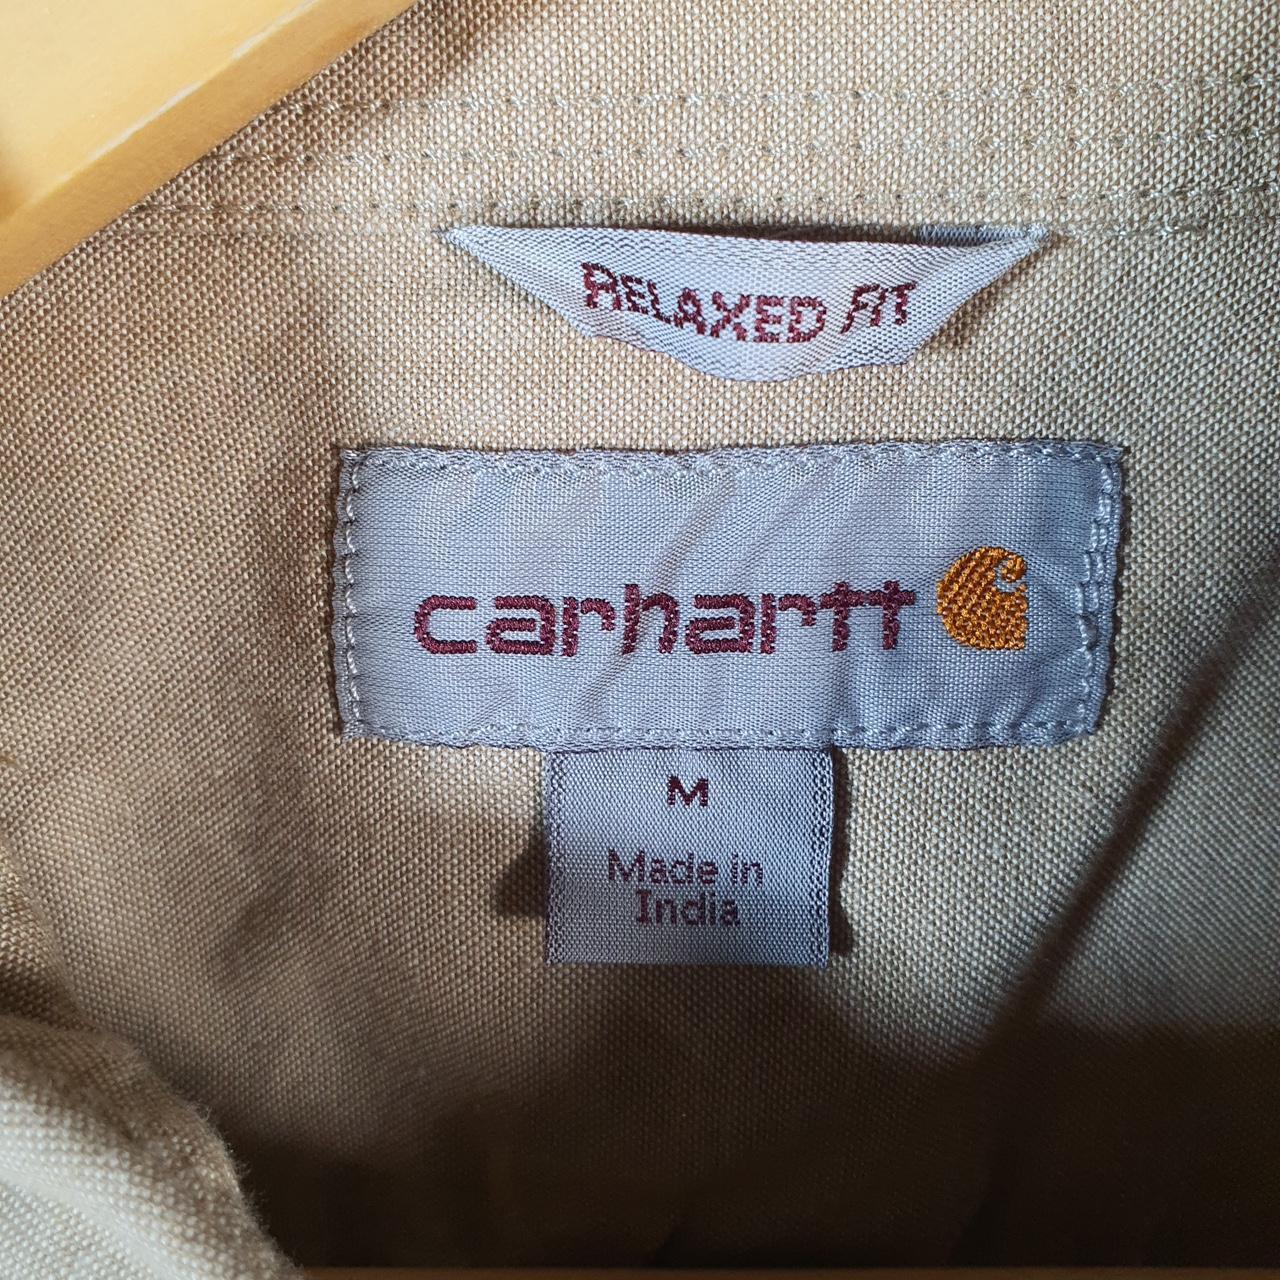 RELAXED FIT
carhartt
M
Made in
India